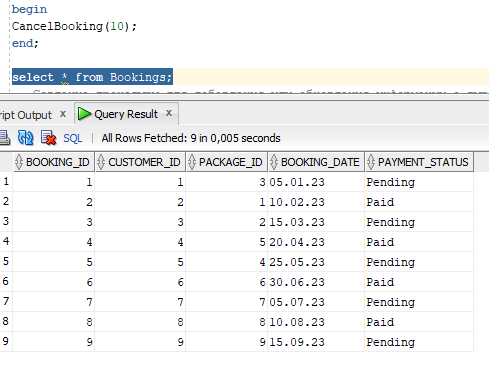 begin
CancelBooking(10);
end;
select * from Bookings;
ript Output x Query Result x
SQL | All Rows Fetched: 9 in 0,005 seconds
BOOKING_ID CUSTOMER_ID PACKAGE_ID BOOKING_DATE PAYMENT_STATUS
1 1 1 3 05.01.23 Pending
2 2 2 1 10.02.23 Paid
3 3 3 2 15.03.23 Pending
4 4 4 5 20.04.23 Paid
5 5 5 4 25.05.23 Pending
6 6 6 6 30.06.23 Paid
7 7 7 7 05.07.23 Pending
8 8 8 8 10.08.23 Paid
9 9 9 9 15.09.23 Pending